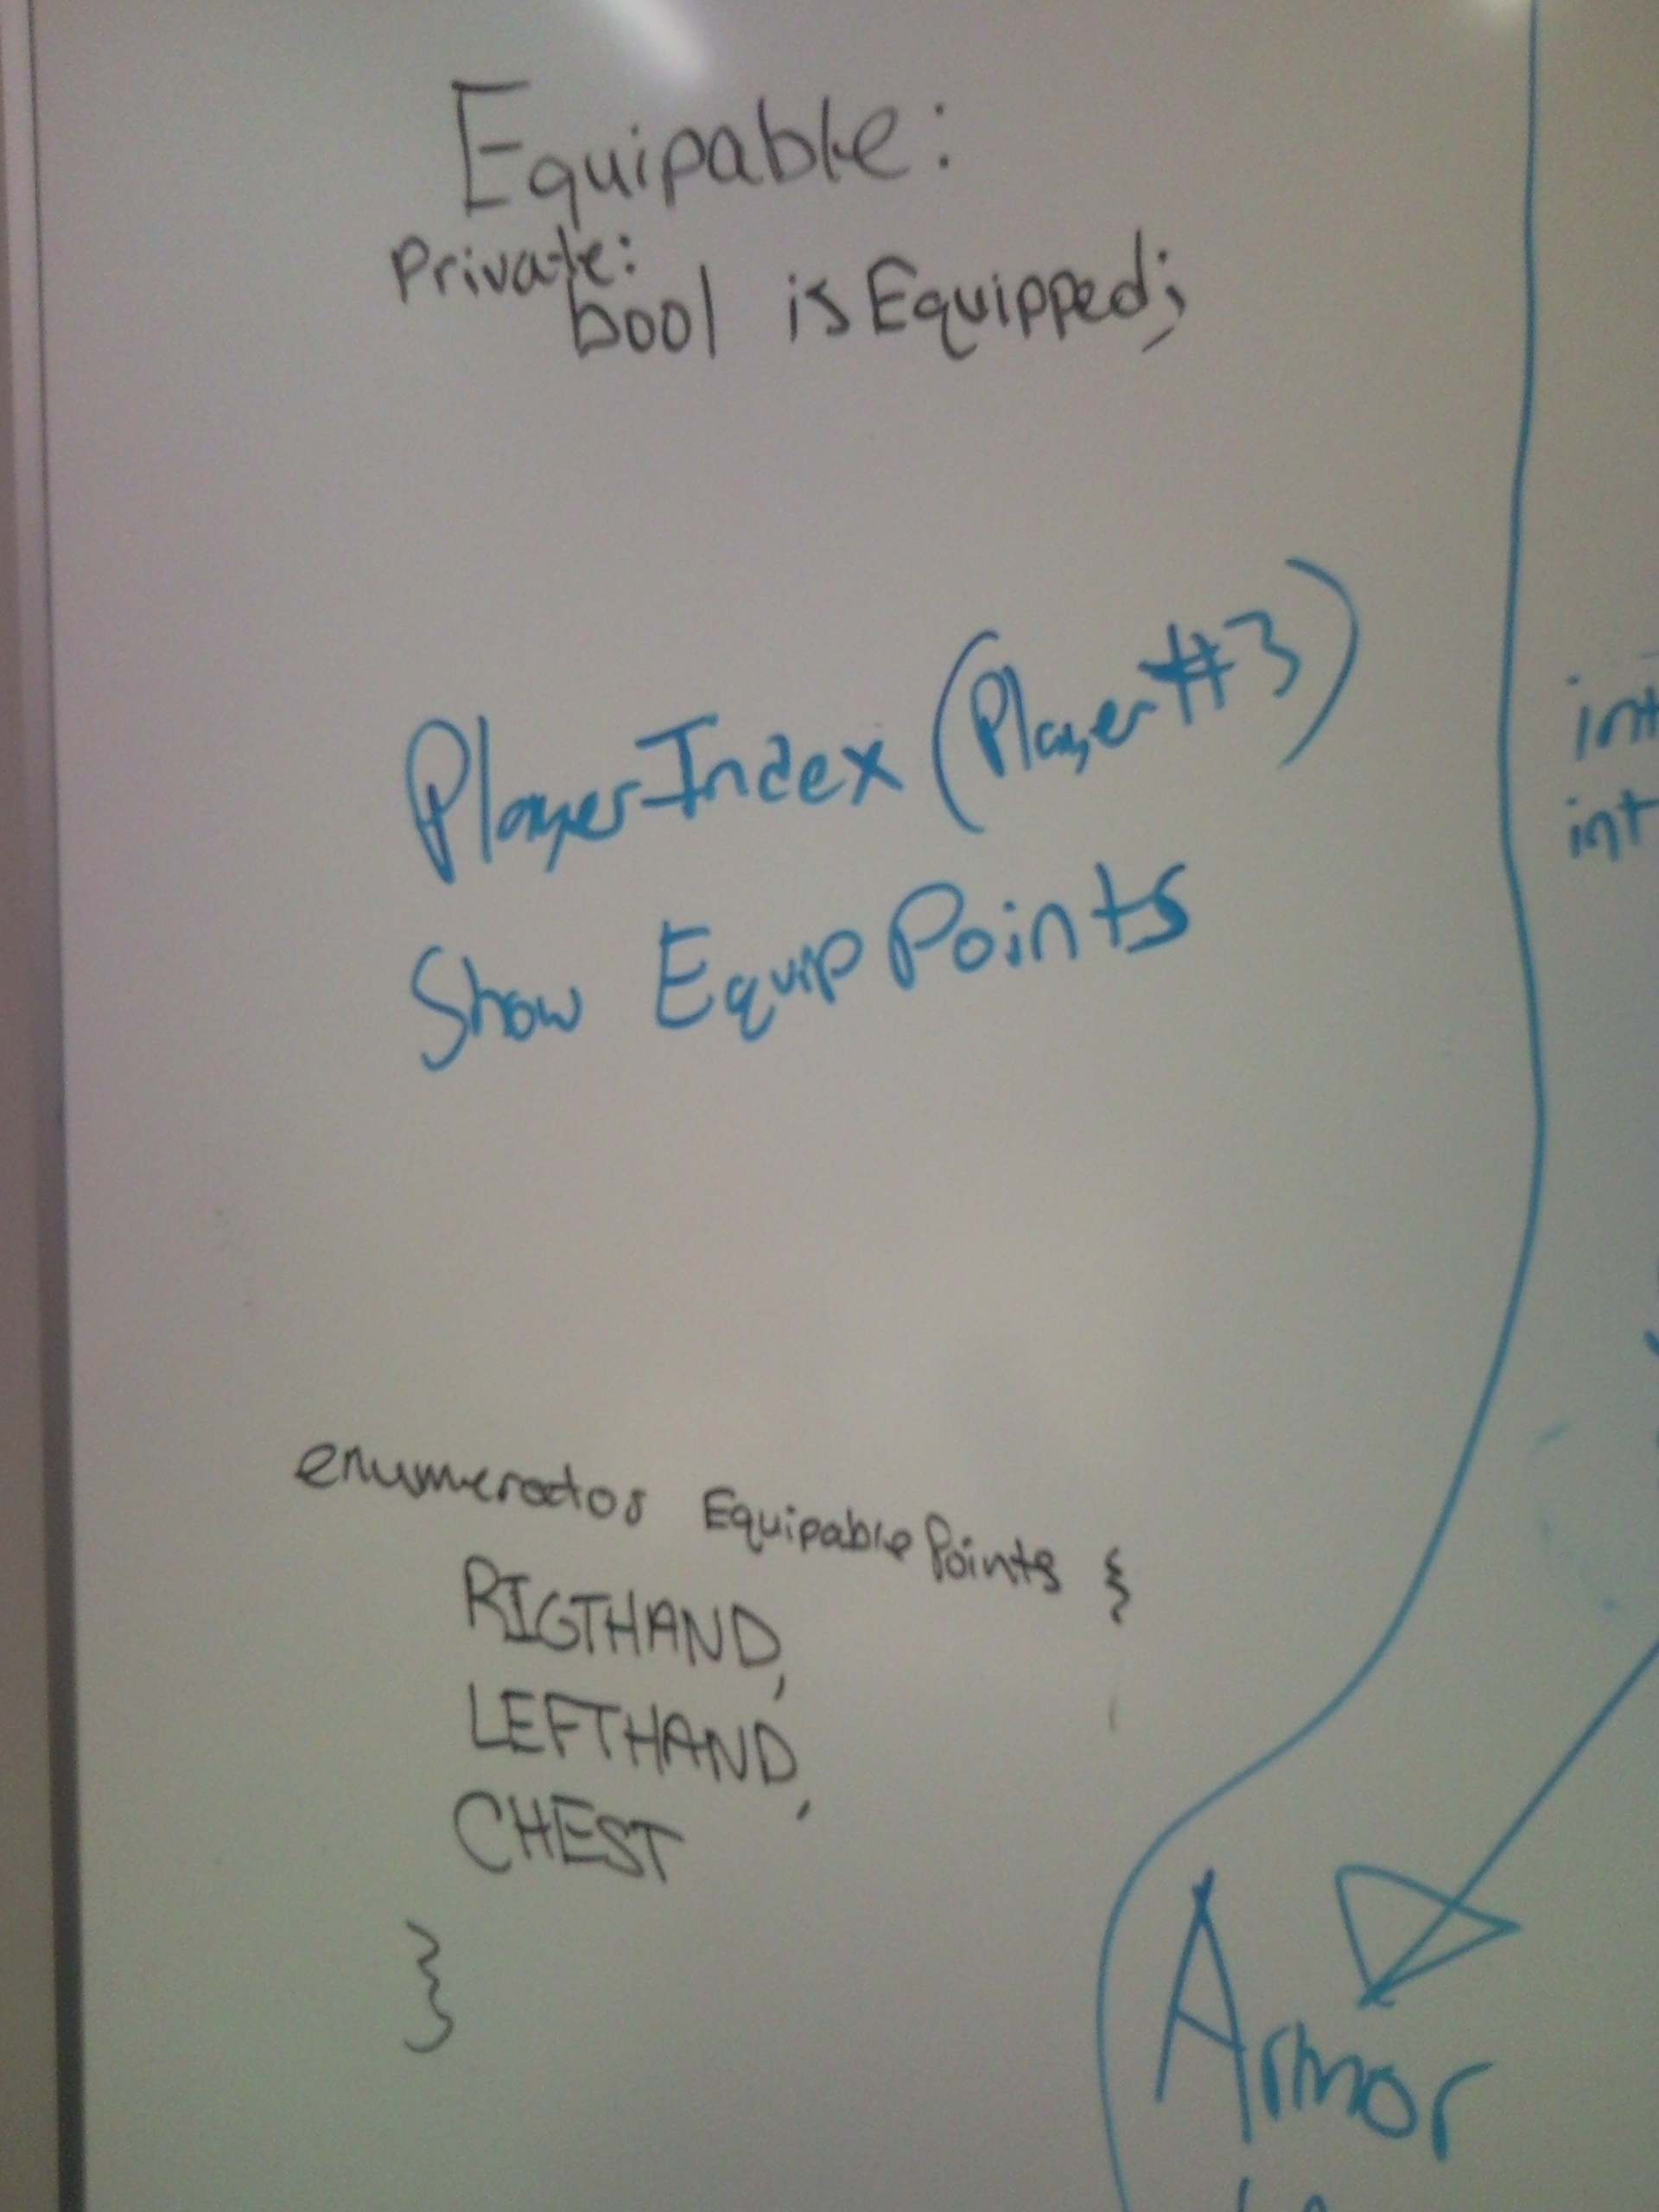 Equipable:
Private:
bool isEquipped;
PlayerIndex (Player #3)
Show EquipPoints
int
int
enumerator EquipablePoints {
RIGTHAND,
LEFTHAND,
CHEST
}
Armor